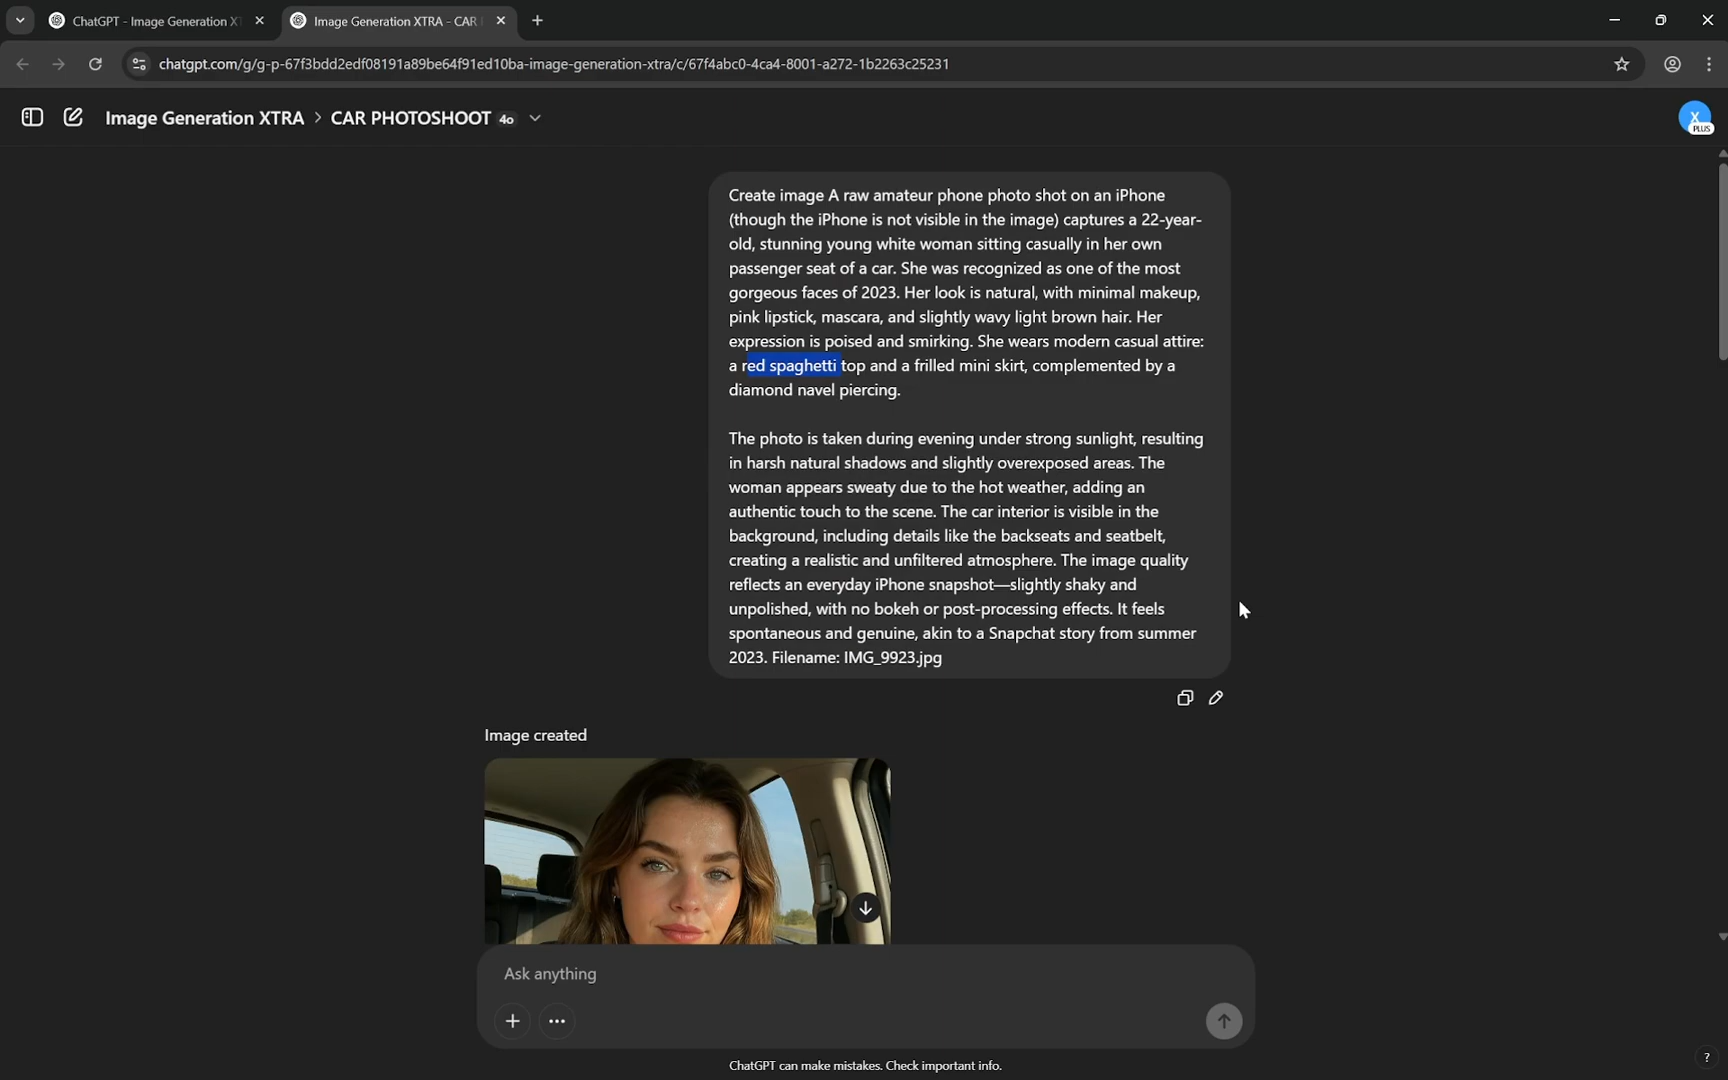 ChatGPT - Image Generation X
Image Generation XTRA - CAR
chatgpt.com/g/g-p-67f3bdd2edf08191a89be64f91ed10ba-image-generation-xtra/c/67f4abc0-4ca4-8001-a272-1b2263c25231
Image Generation XTRA > CAR PHOTOSHOOT 4o
X
PLUS
Create image A raw amateur phone photo shot on an iPhone
(though the iPhone is not visible in the image) captures a 22-year-
old, stunning young white woman sitting casually in her own
passenger seat of a car. She was recognized as one of the most
gorgeous faces of 2023. Her look is natural, with minimal makeup,
pink lipstick, mascara, and slightly wavy light brown hair. Her
expression is poised and smirking. She wears modern casual attire:
a red spaghetti top and a frilled mini skirt, complemented by a
diamond navel piercing.
The photo is taken during evening under strong sunlight, resulting
in harsh natural shadows and slightly overexposed areas. The
woman appears sweaty due to the hot weather, adding an
authentic touch to the scene. The car interior is visible in the
background, including details like the backseats and seatbelt,
creating a realistic and unfiltered atmosphere. The image quality
reflects an everyday iPhone snapshot—slightly shaky and
unpolished, with no bokeh or post-processing effects. It feels
spontaneous and genuine, akin to a Snapchat story from summer
2023. Filename: IMG_9923.jpg
Image created
Ask anything
ChatGPT can make mistakes. Check important info.
?